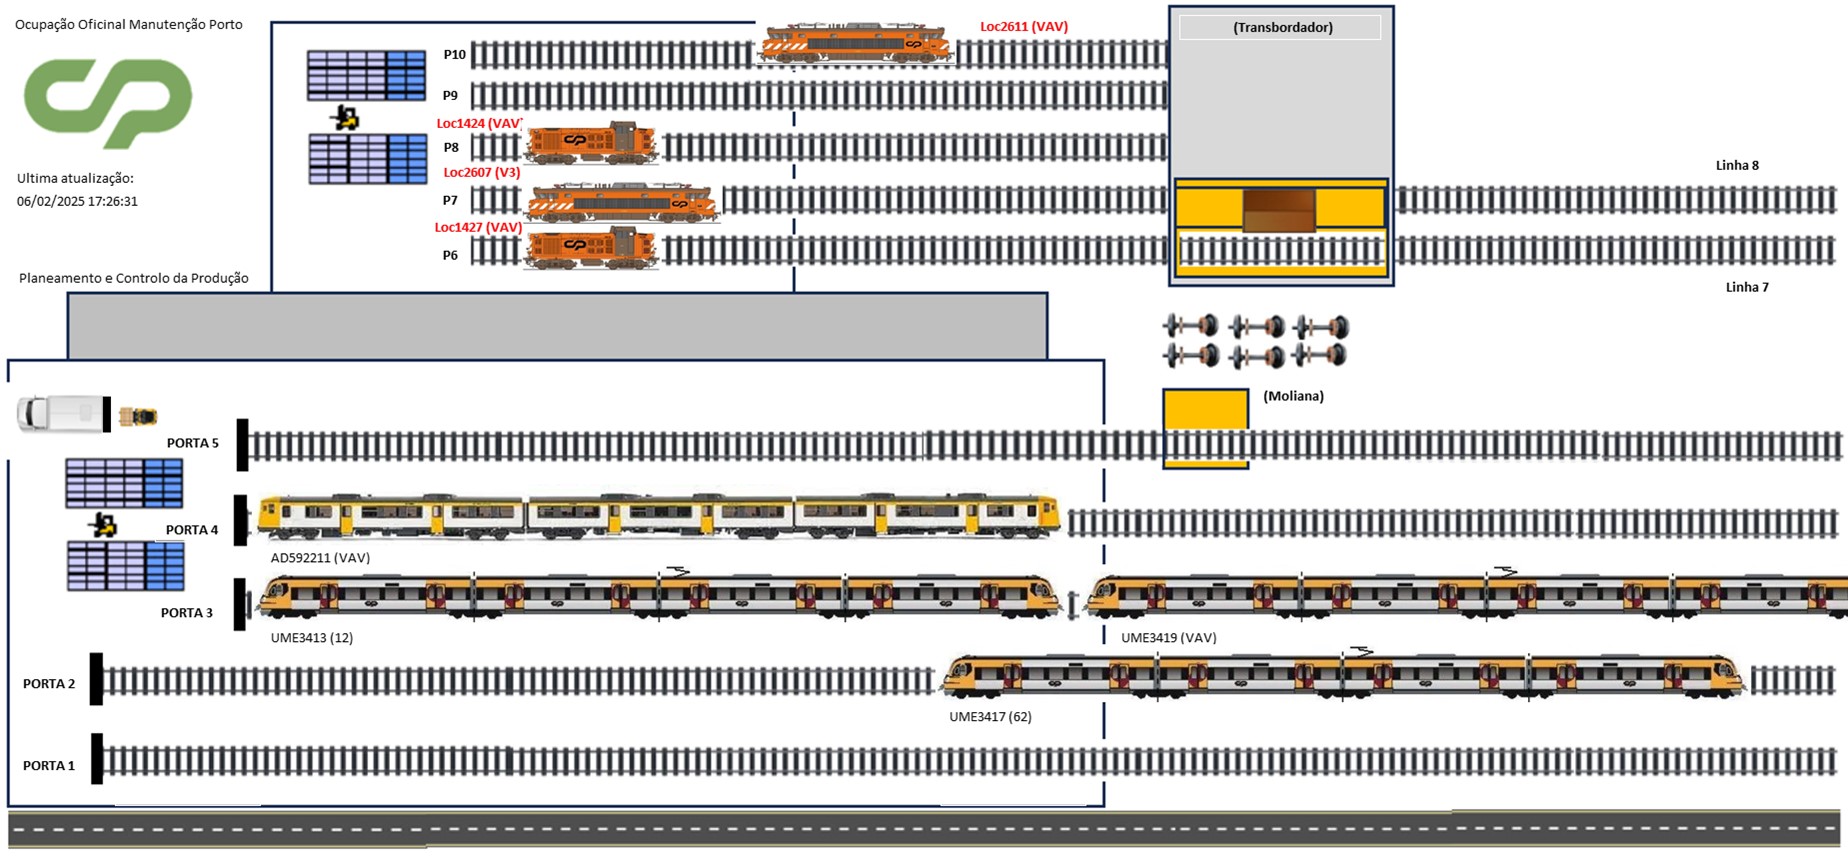 Ocupação Oficinal Manutenção Porto
Loc2611 (VAV)
(Transbordador)
P10
P9
Loc1424 (VAV)
P8
Loc2607 (V3)
Ultima atualização:
06/02/2025 17:26:31
Linha 8
P7
Loc1427 (VAV)
P6
Planeamento e Controlo da Produção
Linha 7
(Moliana)
PORTA 5
PORTA 4
AD592211 (VAV)
PORTA 3
UME3413 (12)
UME3419 (VAV)
PORTA 2
UME3417 (62)
PORTA 1